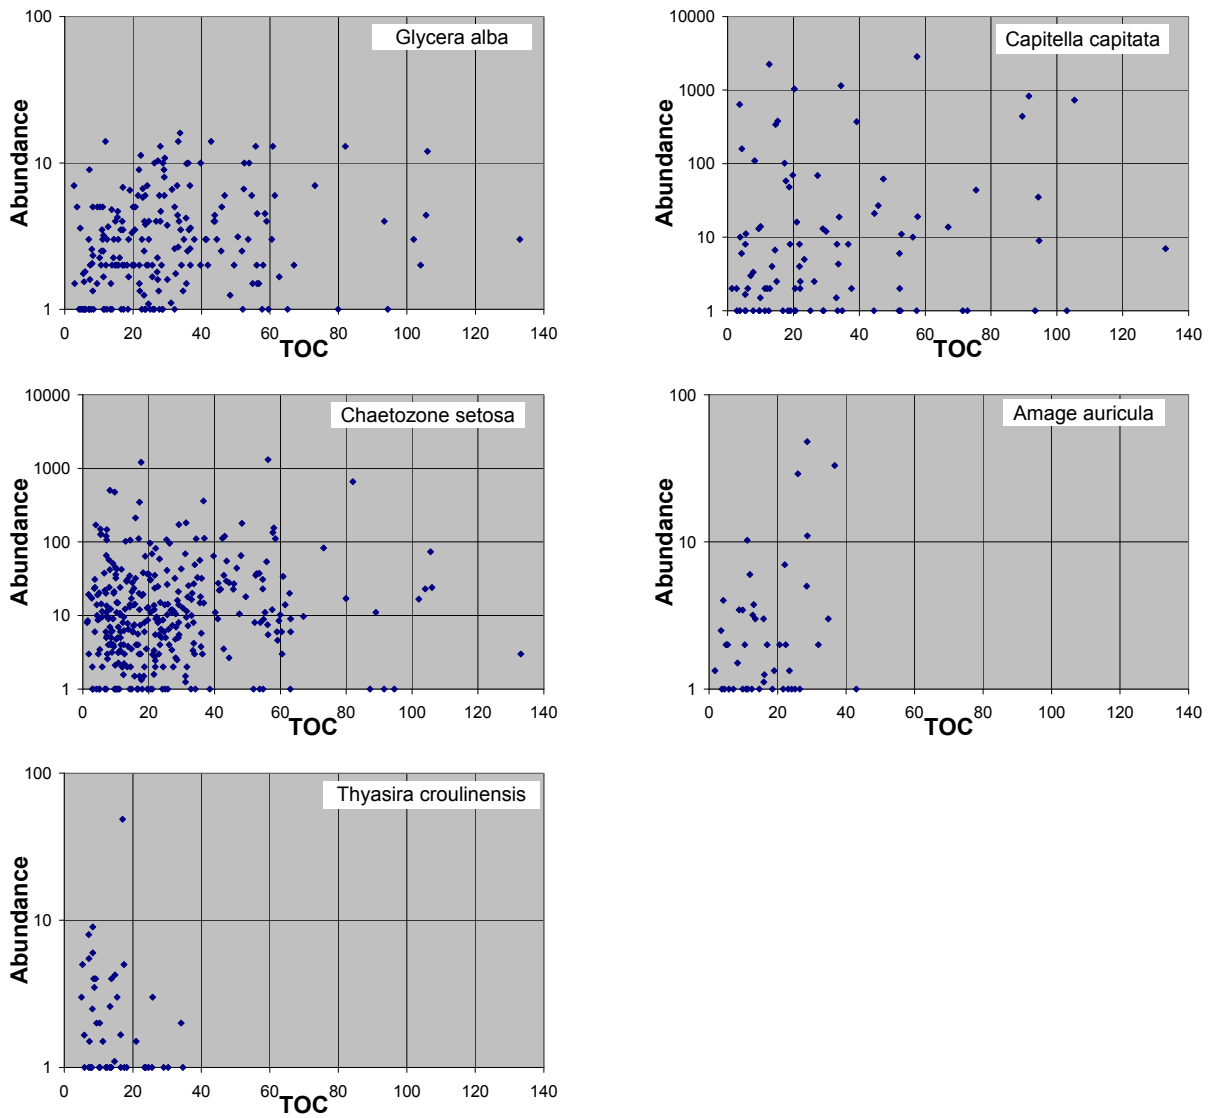 Glycera alba
Abundance
100
10
1
0 20 40 60 80 100 120 140
TOC
Capitella capitata
Abundance
10000
1000
100
10
1
0 20 40 60 80 100 120 140
TOC
Chaetozone setosa
Abundance
10000
1000
100
10
1
0 20 40 60 80 100 120 140
TOC
Amage auricula
Abundance
100
10
1
0 20 40 60 80 100 120 140
TOC
Thyasira croulinensis
Abundance
100
10
1
0 20 40 60 80 100 120 140
TOC